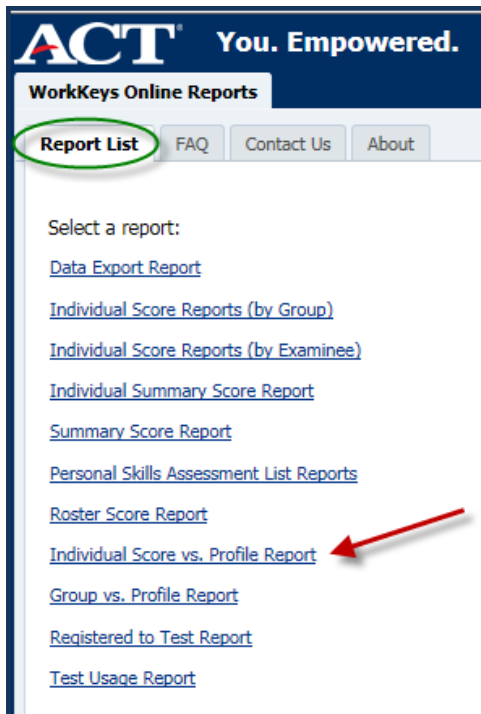 ACT® You. Empowered.
WorkKeys Online Reports
Report List FAQ Contact Us About
Select a report:
Data Export Report
Individual Score Reports (by Group)
Individual Score Reports (by Examinee)
Individual Summary Score Report
Summary Score Report
Personal Skills Assessment List Reports
Roster Score Report
Individual Score vs. Profile Report
Group vs. Profile Report
Registered to Test Report
Test Usage Report